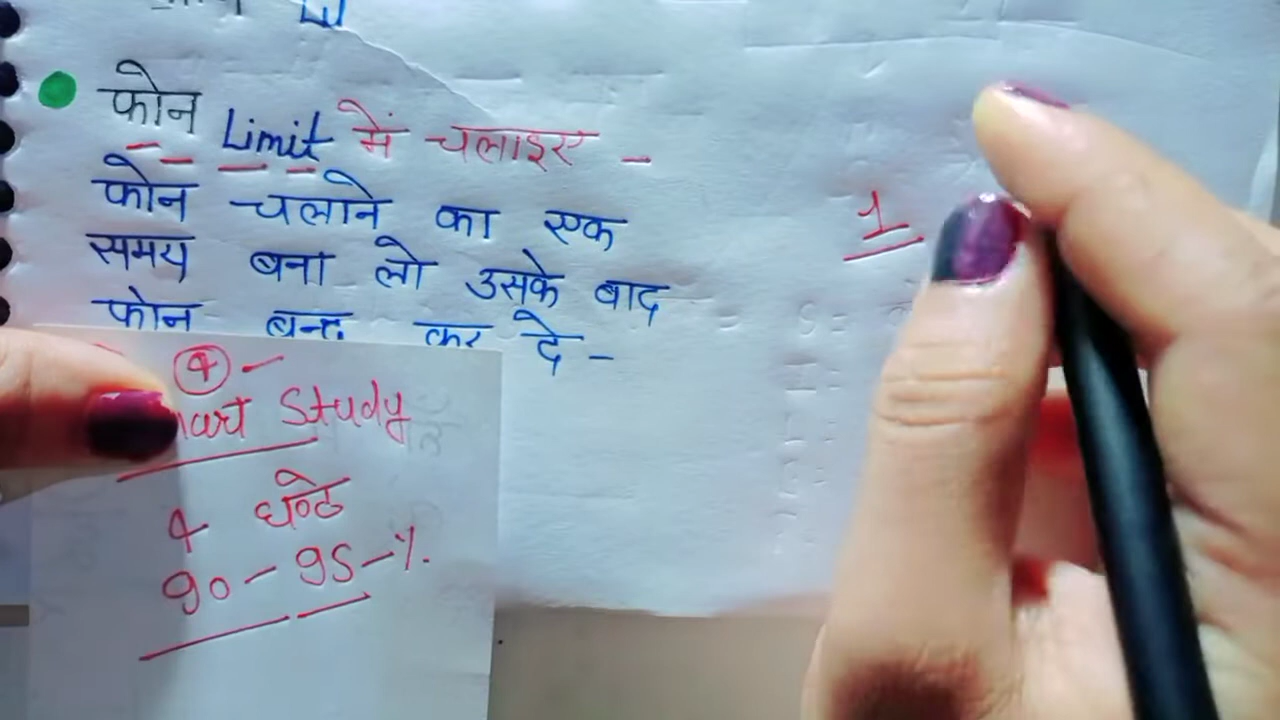 फोन Limit में चलाइए -
फोन चलाने का एक
समय बना लो उसके बाद
फोन बन्द कर दे -
1
4 -
Study
4 घण्टे
90 - 95 - %.